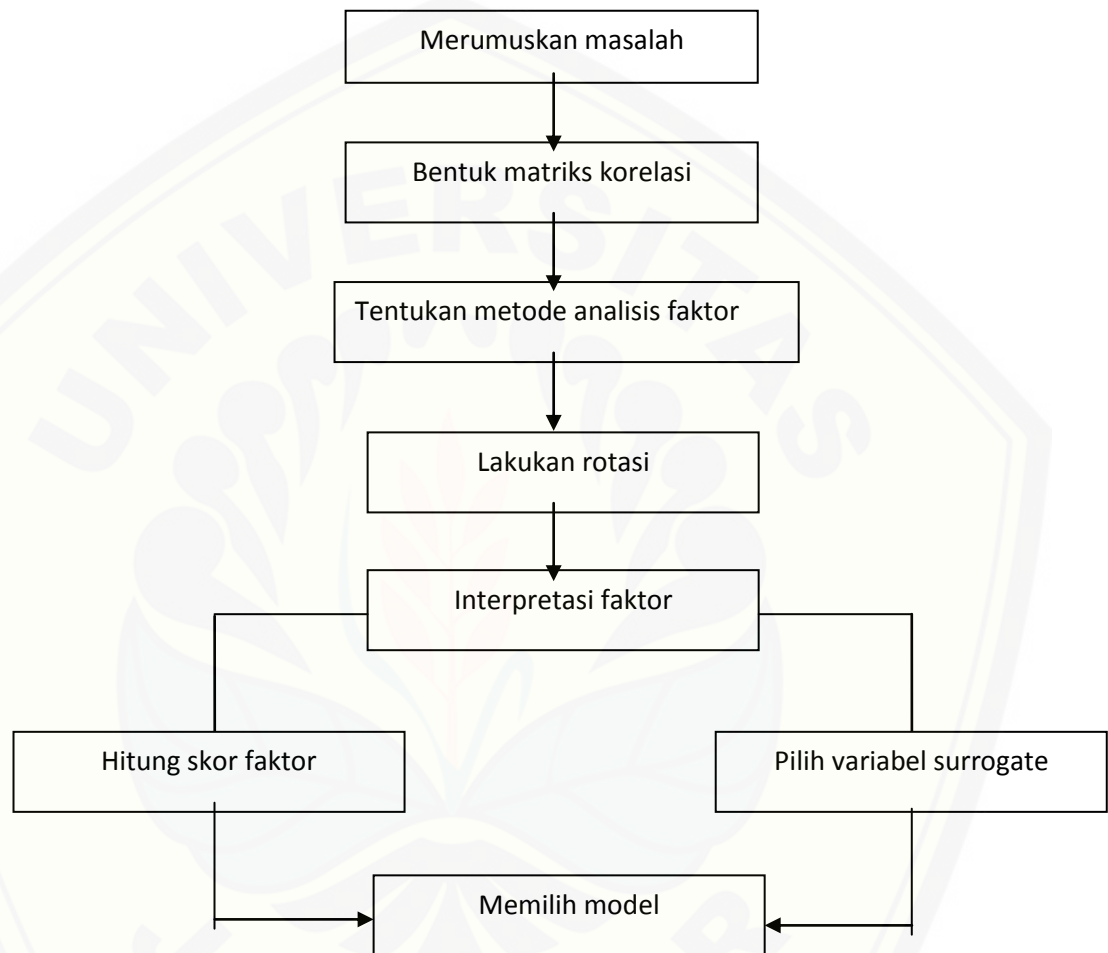 Merumuskan masalah
Bentuk matriks korelasi
Tentukan metode analisis faktor
Lakukan rotasi
Interpretasi faktor
Hitung skor faktor
Pilih variabel surrogate
Memilih model
UNIVERSITAS